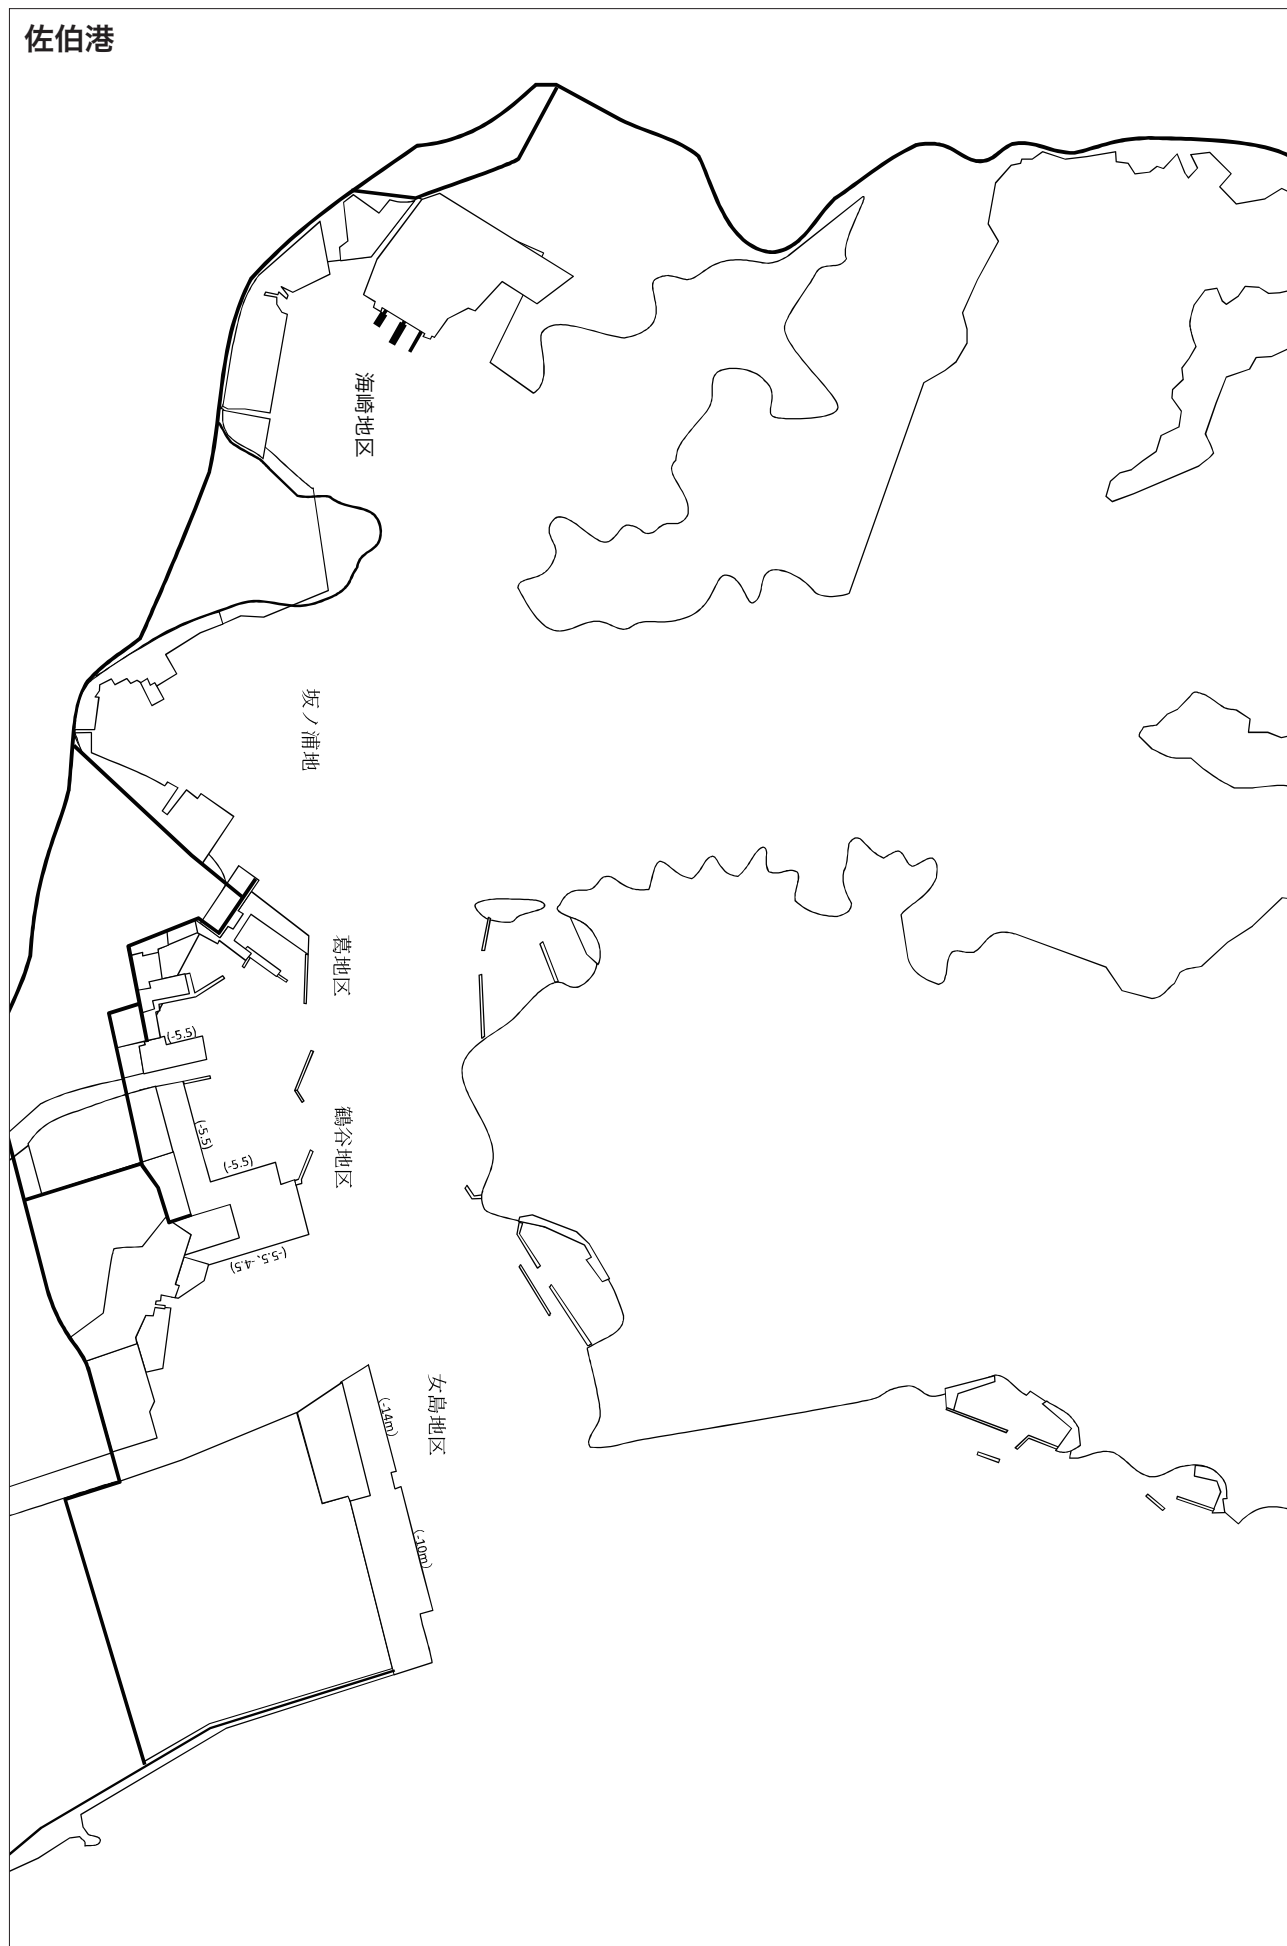 佐伯港
海崎地区
坂ノ浦地
葛地区
(-5.5)
鶴谷地区
(-5.5)
(-5.5)
(-5.5、-4.5)
女島地区
(-14m)
(-10m)